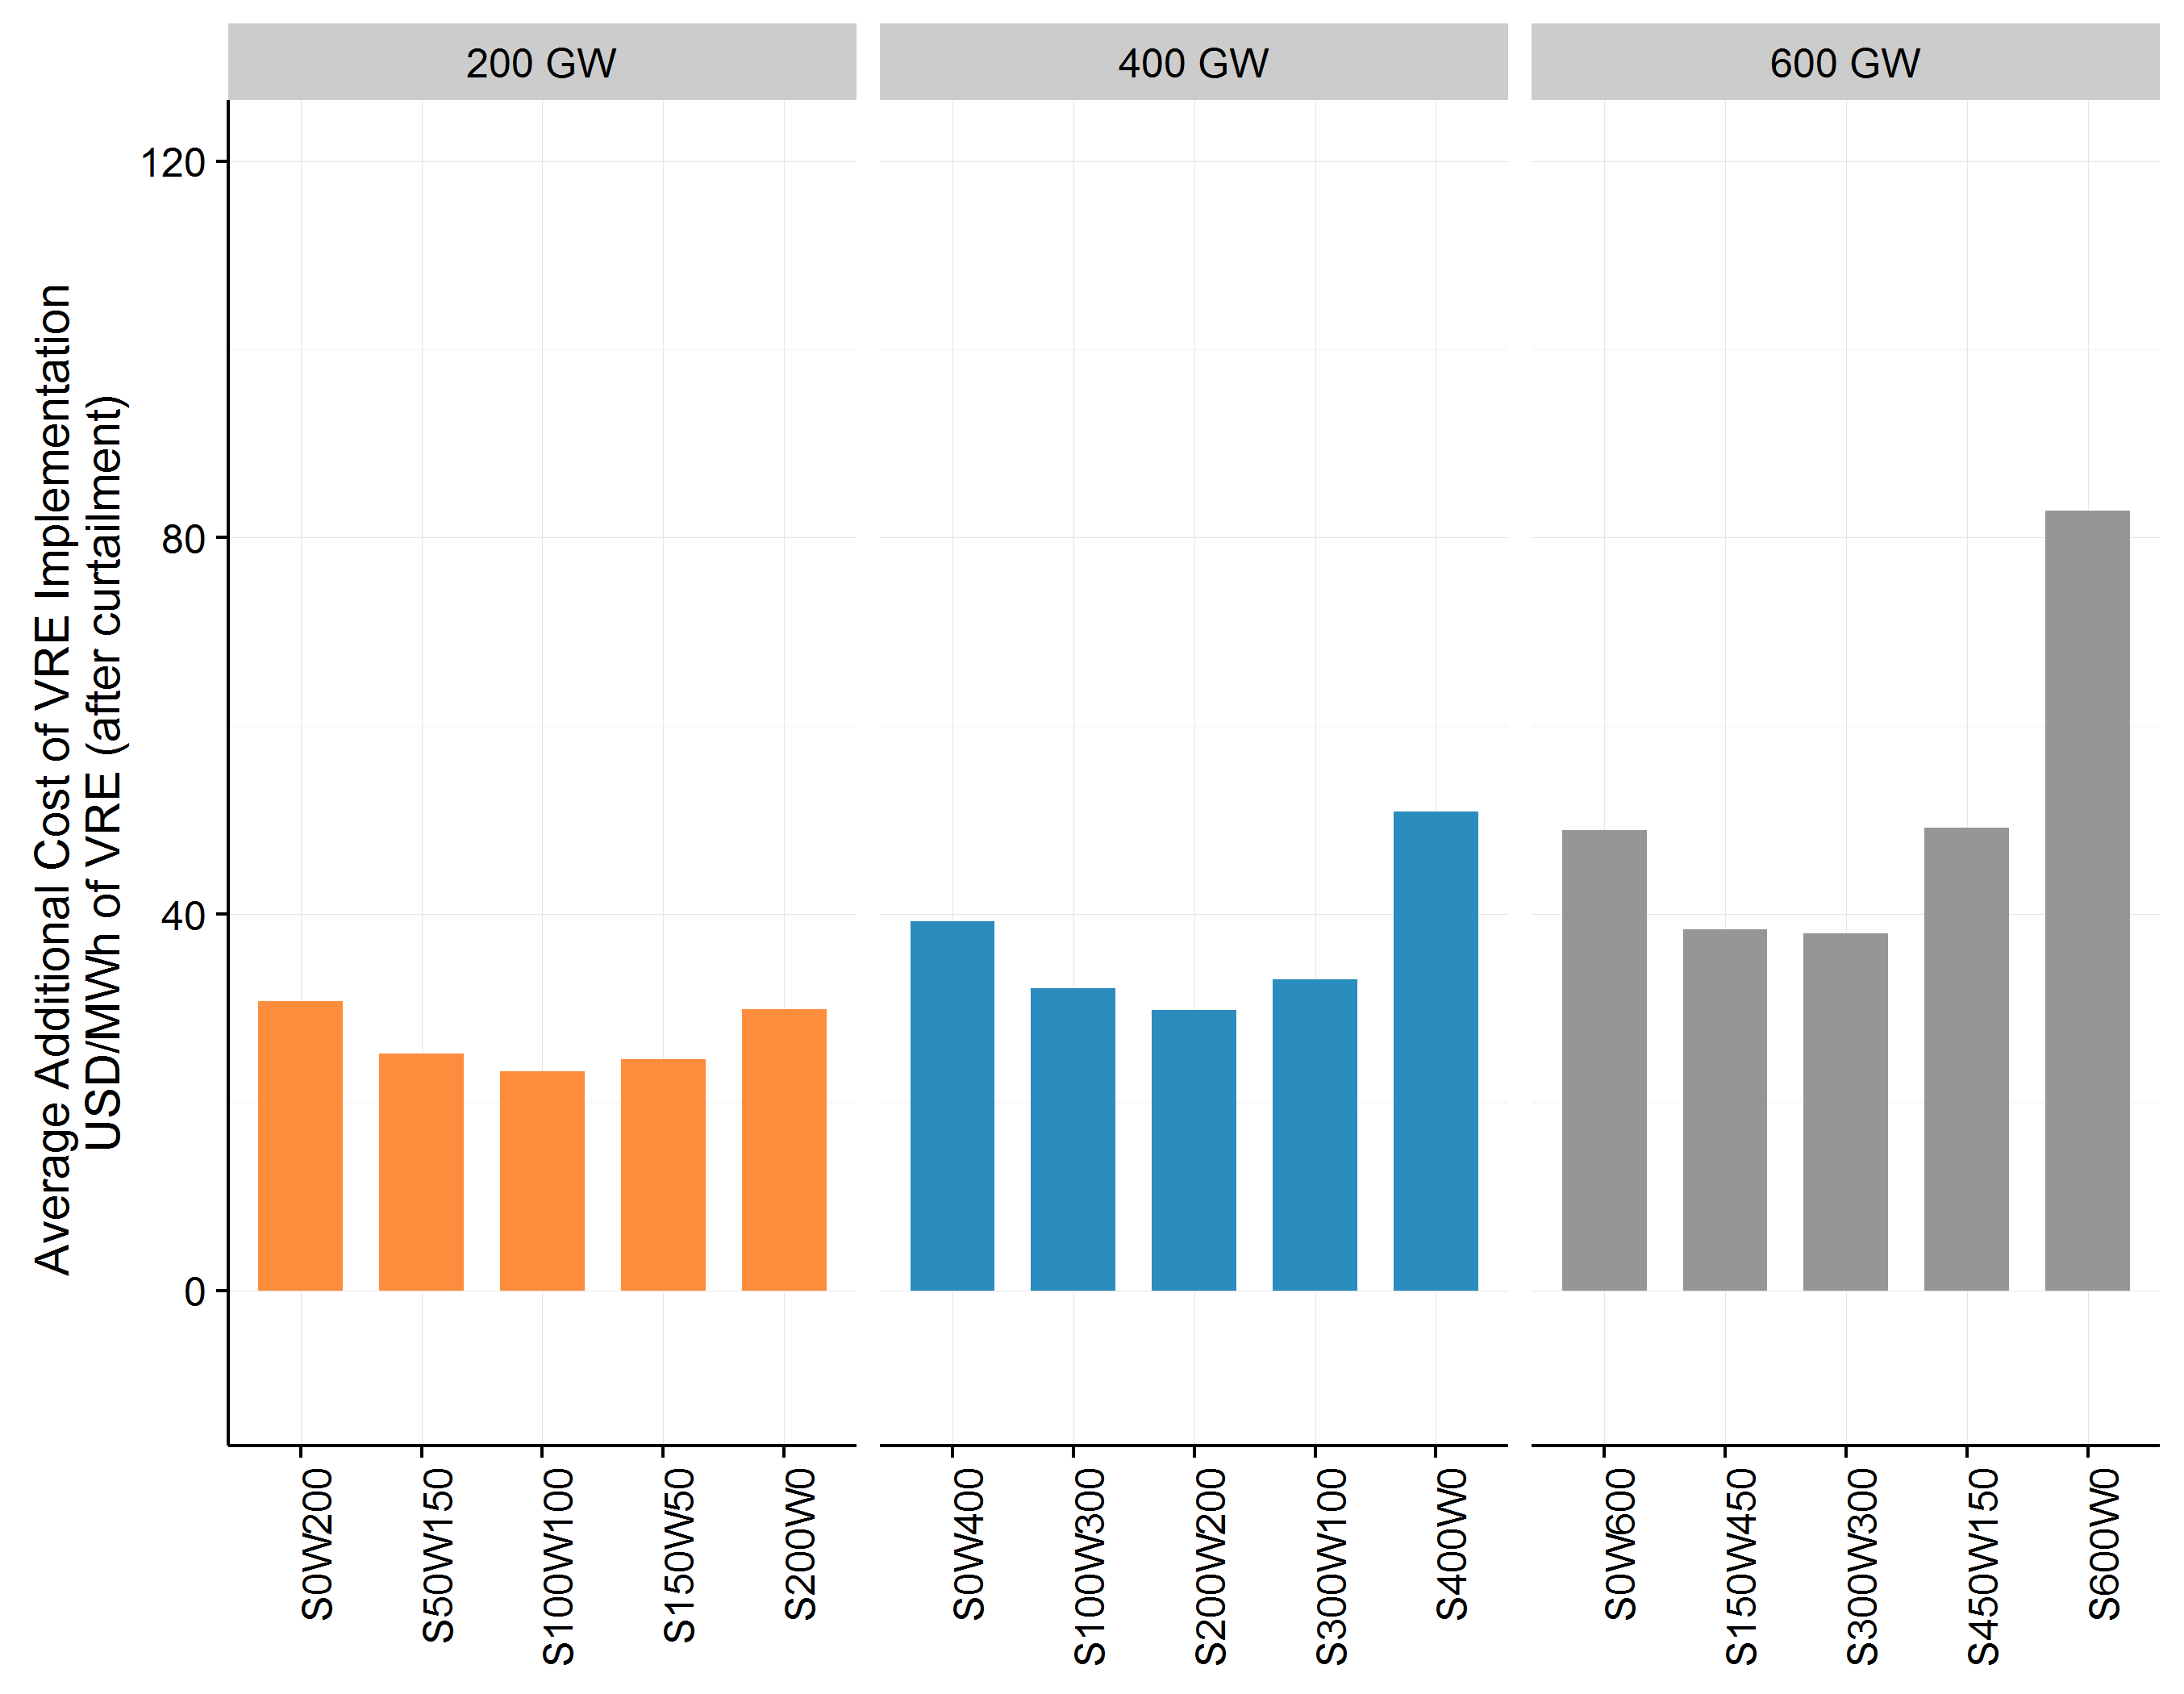 200 GW
400 GW
600 GW
Average Additional Cost of VRE Implementation
USD/MWh of VRE (after curtailment)
120
80
40
0
S0W200
S50W150
S100W100
S150W50
S200W0
S0W400
S100W300
S200W200
S300W100
S400W0
S0W600
S150W450
S300W300
S450W150
S600W0